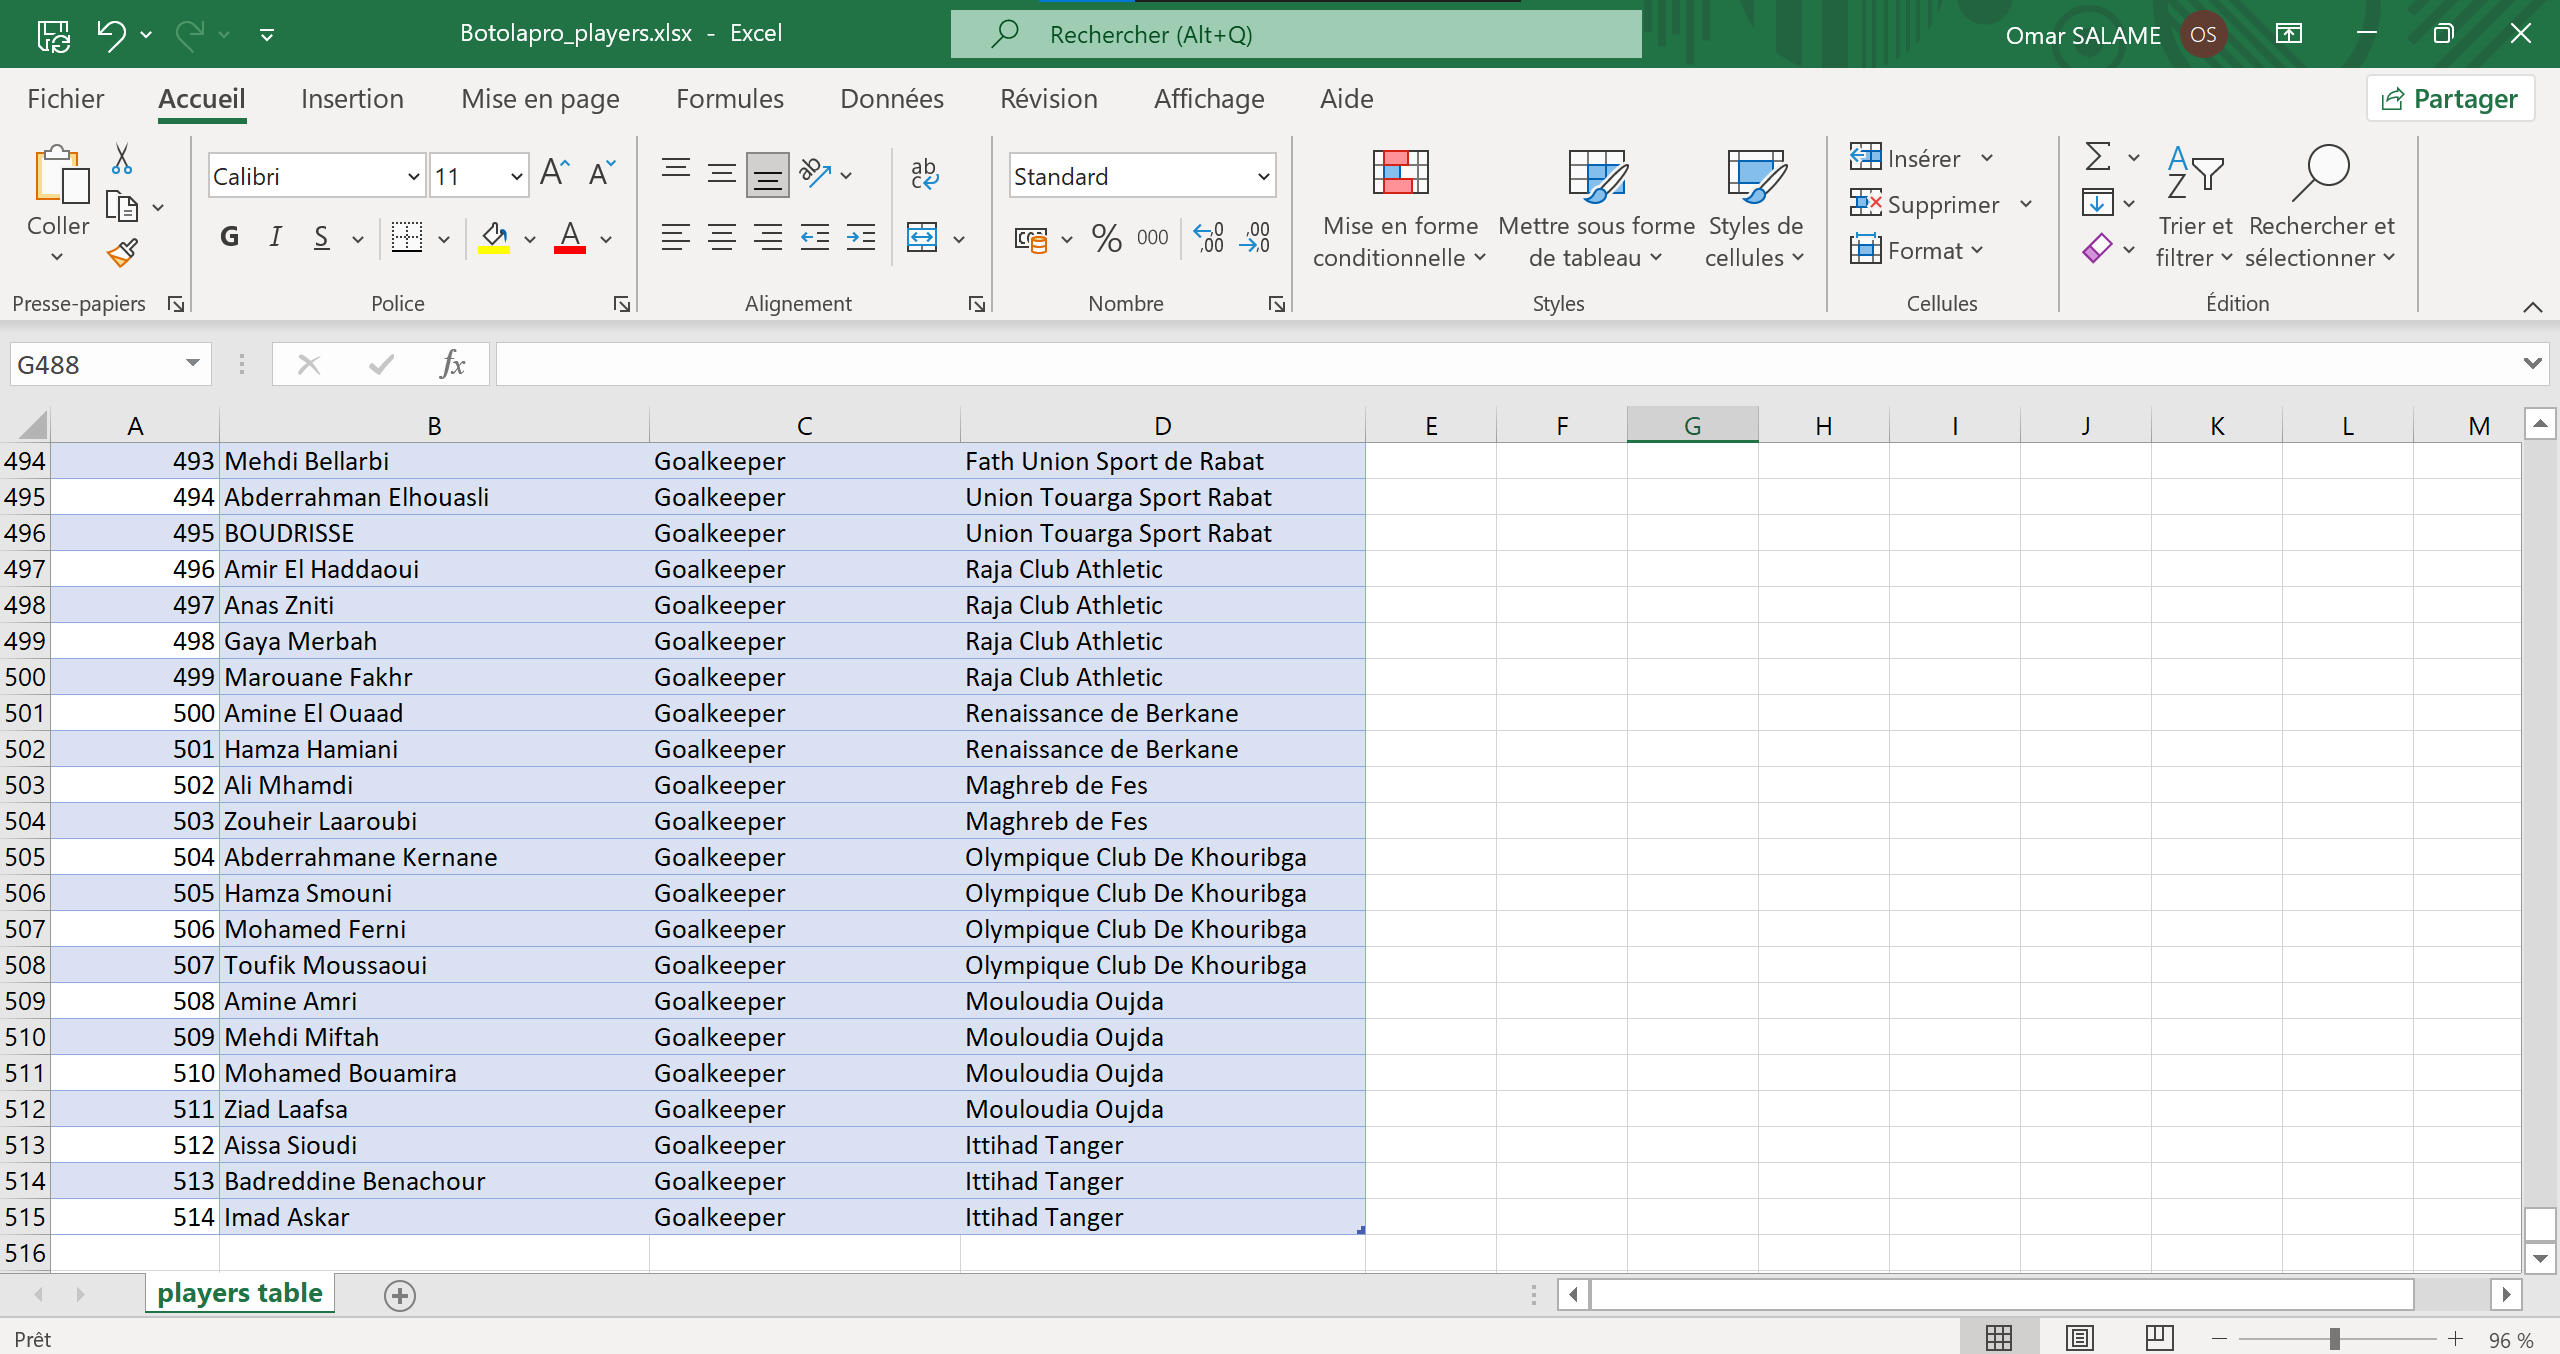 Botolapro_players.xlsx - Excel
Rechercher (Alt+Q)
Omar SALAME
OS
Fichier
Accueil
Insertion
Mise en page
Formules
Données
Révision
Affichage
Aide
Partager
Coller
Presse-papiers
Calibri
11
G I S
Police
Alignement
Standard
% 000
Nombre
Mise en forme
conditionnelle
Mettre sous forme
de tableau
Styles de
cellules
Styles
Insérer
Supprimer
Format
Cellules
Trier et
filtrer
Rechercher et
sélectionner
Édition
G488
fx
A B C D E F G H I J K L M
494 493 Mehdi Bellarbi Goalkeeper Fath Union Sport de Rabat
495 494 Abderrahman Elhouasli Goalkeeper Union Touarga Sport Rabat
496 495 BOUDRISSE Goalkeeper Union Touarga Sport Rabat
497 496 Amir El Haddaoui Goalkeeper Raja Club Athletic
498 497 Anas Zniti Goalkeeper Raja Club Athletic
499 498 Gaya Merbah Goalkeeper Raja Club Athletic
500 499 Marouane Fakhr Goalkeeper Raja Club Athletic
501 500 Amine El Ouaad Goalkeeper Renaissance de Berkane
502 501 Hamza Hamiani Goalkeeper Renaissance de Berkane
503 502 Ali Mhamdi Goalkeeper Maghreb de Fes
504 503 Zouheir Laaroubi Goalkeeper Maghreb de Fes
505 504 Abderrahmane Kernane Goalkeeper Olympique Club De Khouribga
506 505 Hamza Smouni Goalkeeper Olympique Club De Khouribga
507 506 Mohamed Ferni Goalkeeper Olympique Club De Khouribga
508 507 Toufik Moussaoui Goalkeeper Olympique Club De Khouribga
509 508 Amine Amri Goalkeeper Mouloudia Oujda
510 509 Mehdi Miftah Goalkeeper Mouloudia Oujda
511 510 Mohamed Bouamira Goalkeeper Mouloudia Oujda
512 511 Ziad Laafsa Goalkeeper Mouloudia Oujda
513 512 Aissa Sioudi Goalkeeper Ittihad Tanger
514 513 Badreddine Benachour Goalkeeper Ittihad Tanger
515 514 Imad Askar Goalkeeper Ittihad Tanger
516
players table
Prêt
96 %